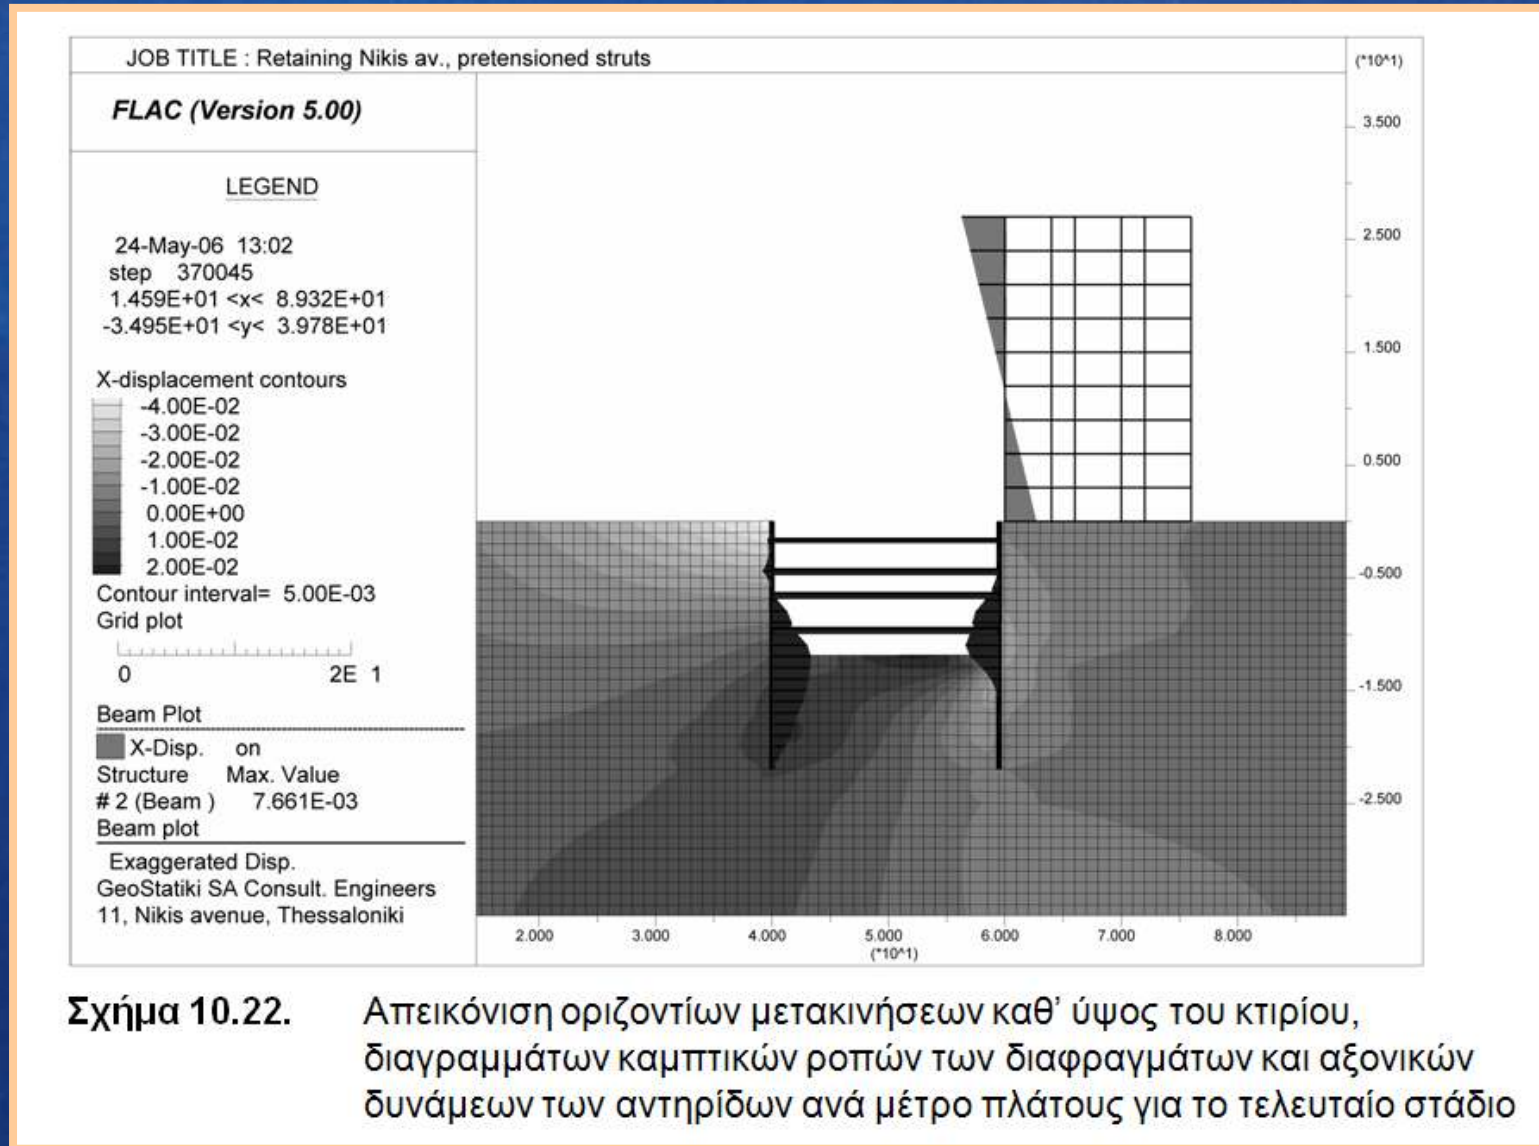 JOB TITLE : Retaining Nikis av., pretensioned struts
(*10^1)
FLAC (Version 5.00)
LEGEND
24-May-06 13:02
step 370045
1.459E+01 <x< 8.932E+01
-3.495E+01 <y< 3.978E+01
X-displacement contours
-4.00E-02
-3.00E-02
-2.00E-02
-1.00E-02
0.00E+00
1.00E-02
2.00E-02
Contour interval= 5.00E-03
Grid plot
0 2E 1
Beam Plot
X-Disp. on
Structure Max. Value
# 2 (Beam ) 7.661E-03
Beam plot
Exaggerated Disp.
GeoStatiki SA Consult. Engineers
11, Nikis avenue, Thessaloniki
3.500
2.500
1.500
0.500
-0.500
-1.500
-2.500
2.000 3.000 4.000 5.000 6.000 7.000 8.000
(*10^1)
Σχήμα 10.22. Απεικόνιση οριζοντίων μετακινήσεων καθ' ύψος του κτιρίου,
διαγραμμάτων καμπτικών ροπών των διαφραγμάτων και αξονικών
δυνάμεων των αντηρίδων ανά μέτρο πλάτους για το τελευταίο στάδιο